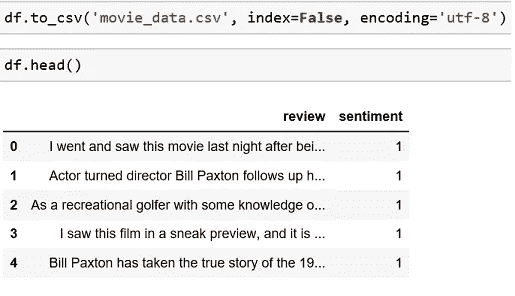 df.to_csv('movie_data.csv', index=False, encoding='utf-8')
df.head()
review sentiment
0 I went and saw this movie last night after bei... 1
1 Actor turned director Bill Paxton follows up h... 1
2 As a recreational golfer with some knowledge o... 1
3 I saw this film in a sneak preview, and it is ... 1
4 Bill Paxton has taken the true story of the 19... 1